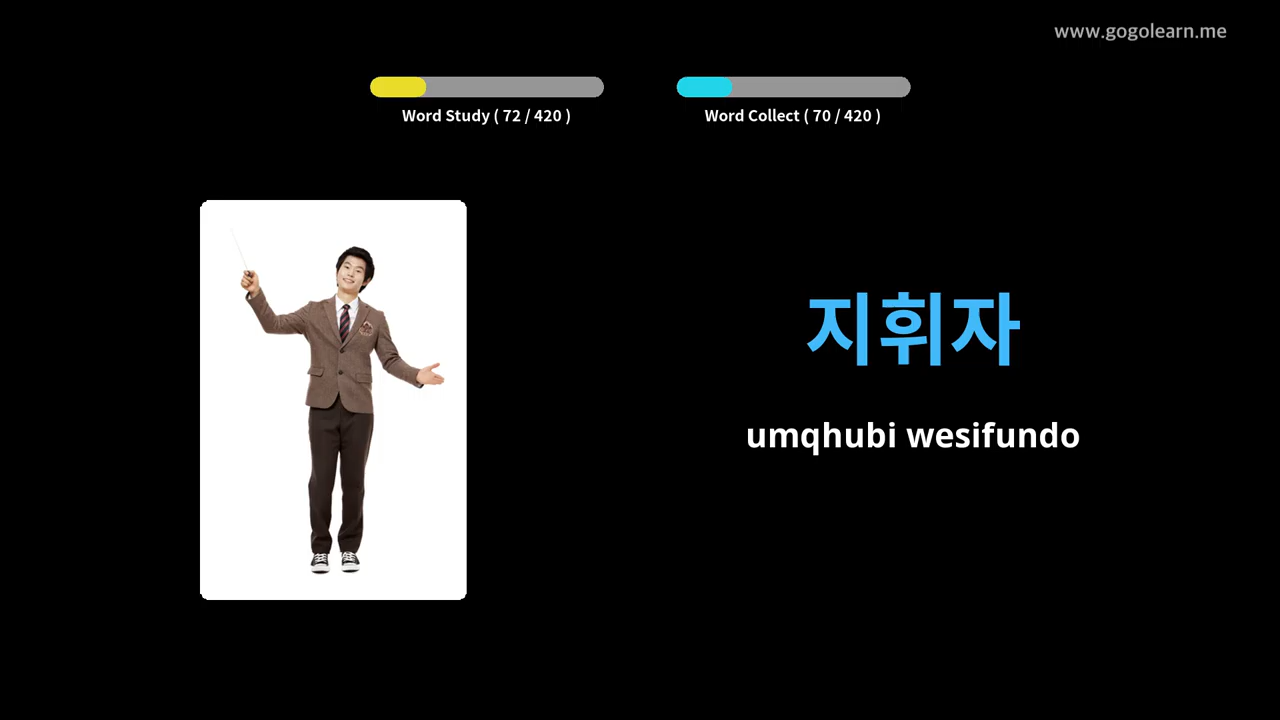 www.gogolearn.me
Word Study ( 72 / 420 )
Word Collect ( 70 / 420 )
지휘자
umqhubi wesifundo